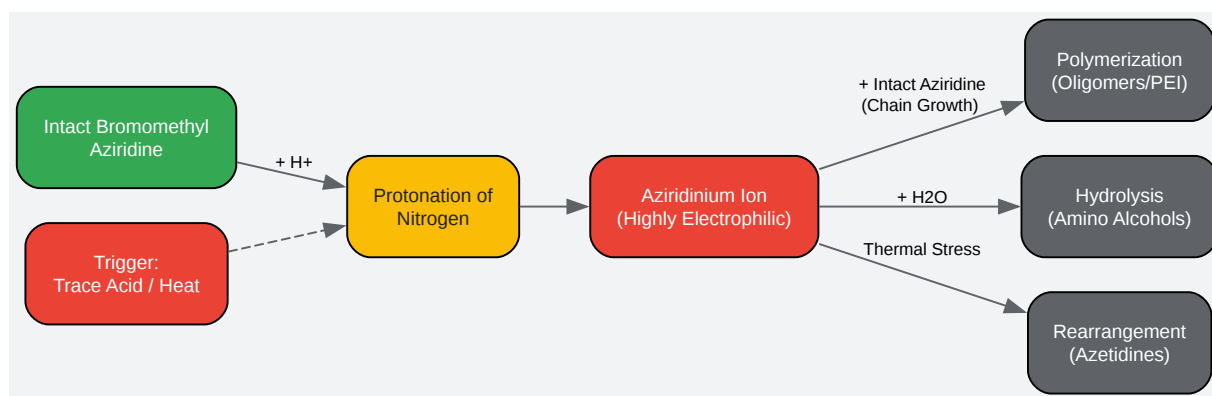 Intact Bromomethyl
Aziridine
Trigger:
Trace Acid / Heat
+ H+
Protonation of
Nitrogen
Aziridinium Ion
(Highly Electrophilic)
+ Intact Aziridine
(Chain Growth)
+ H2O
Thermal Stress
Polymerization
(Oligomers/PEI)
Hydrolysis
(Amino Alcohols)
Rearrangement
(Azetidines)